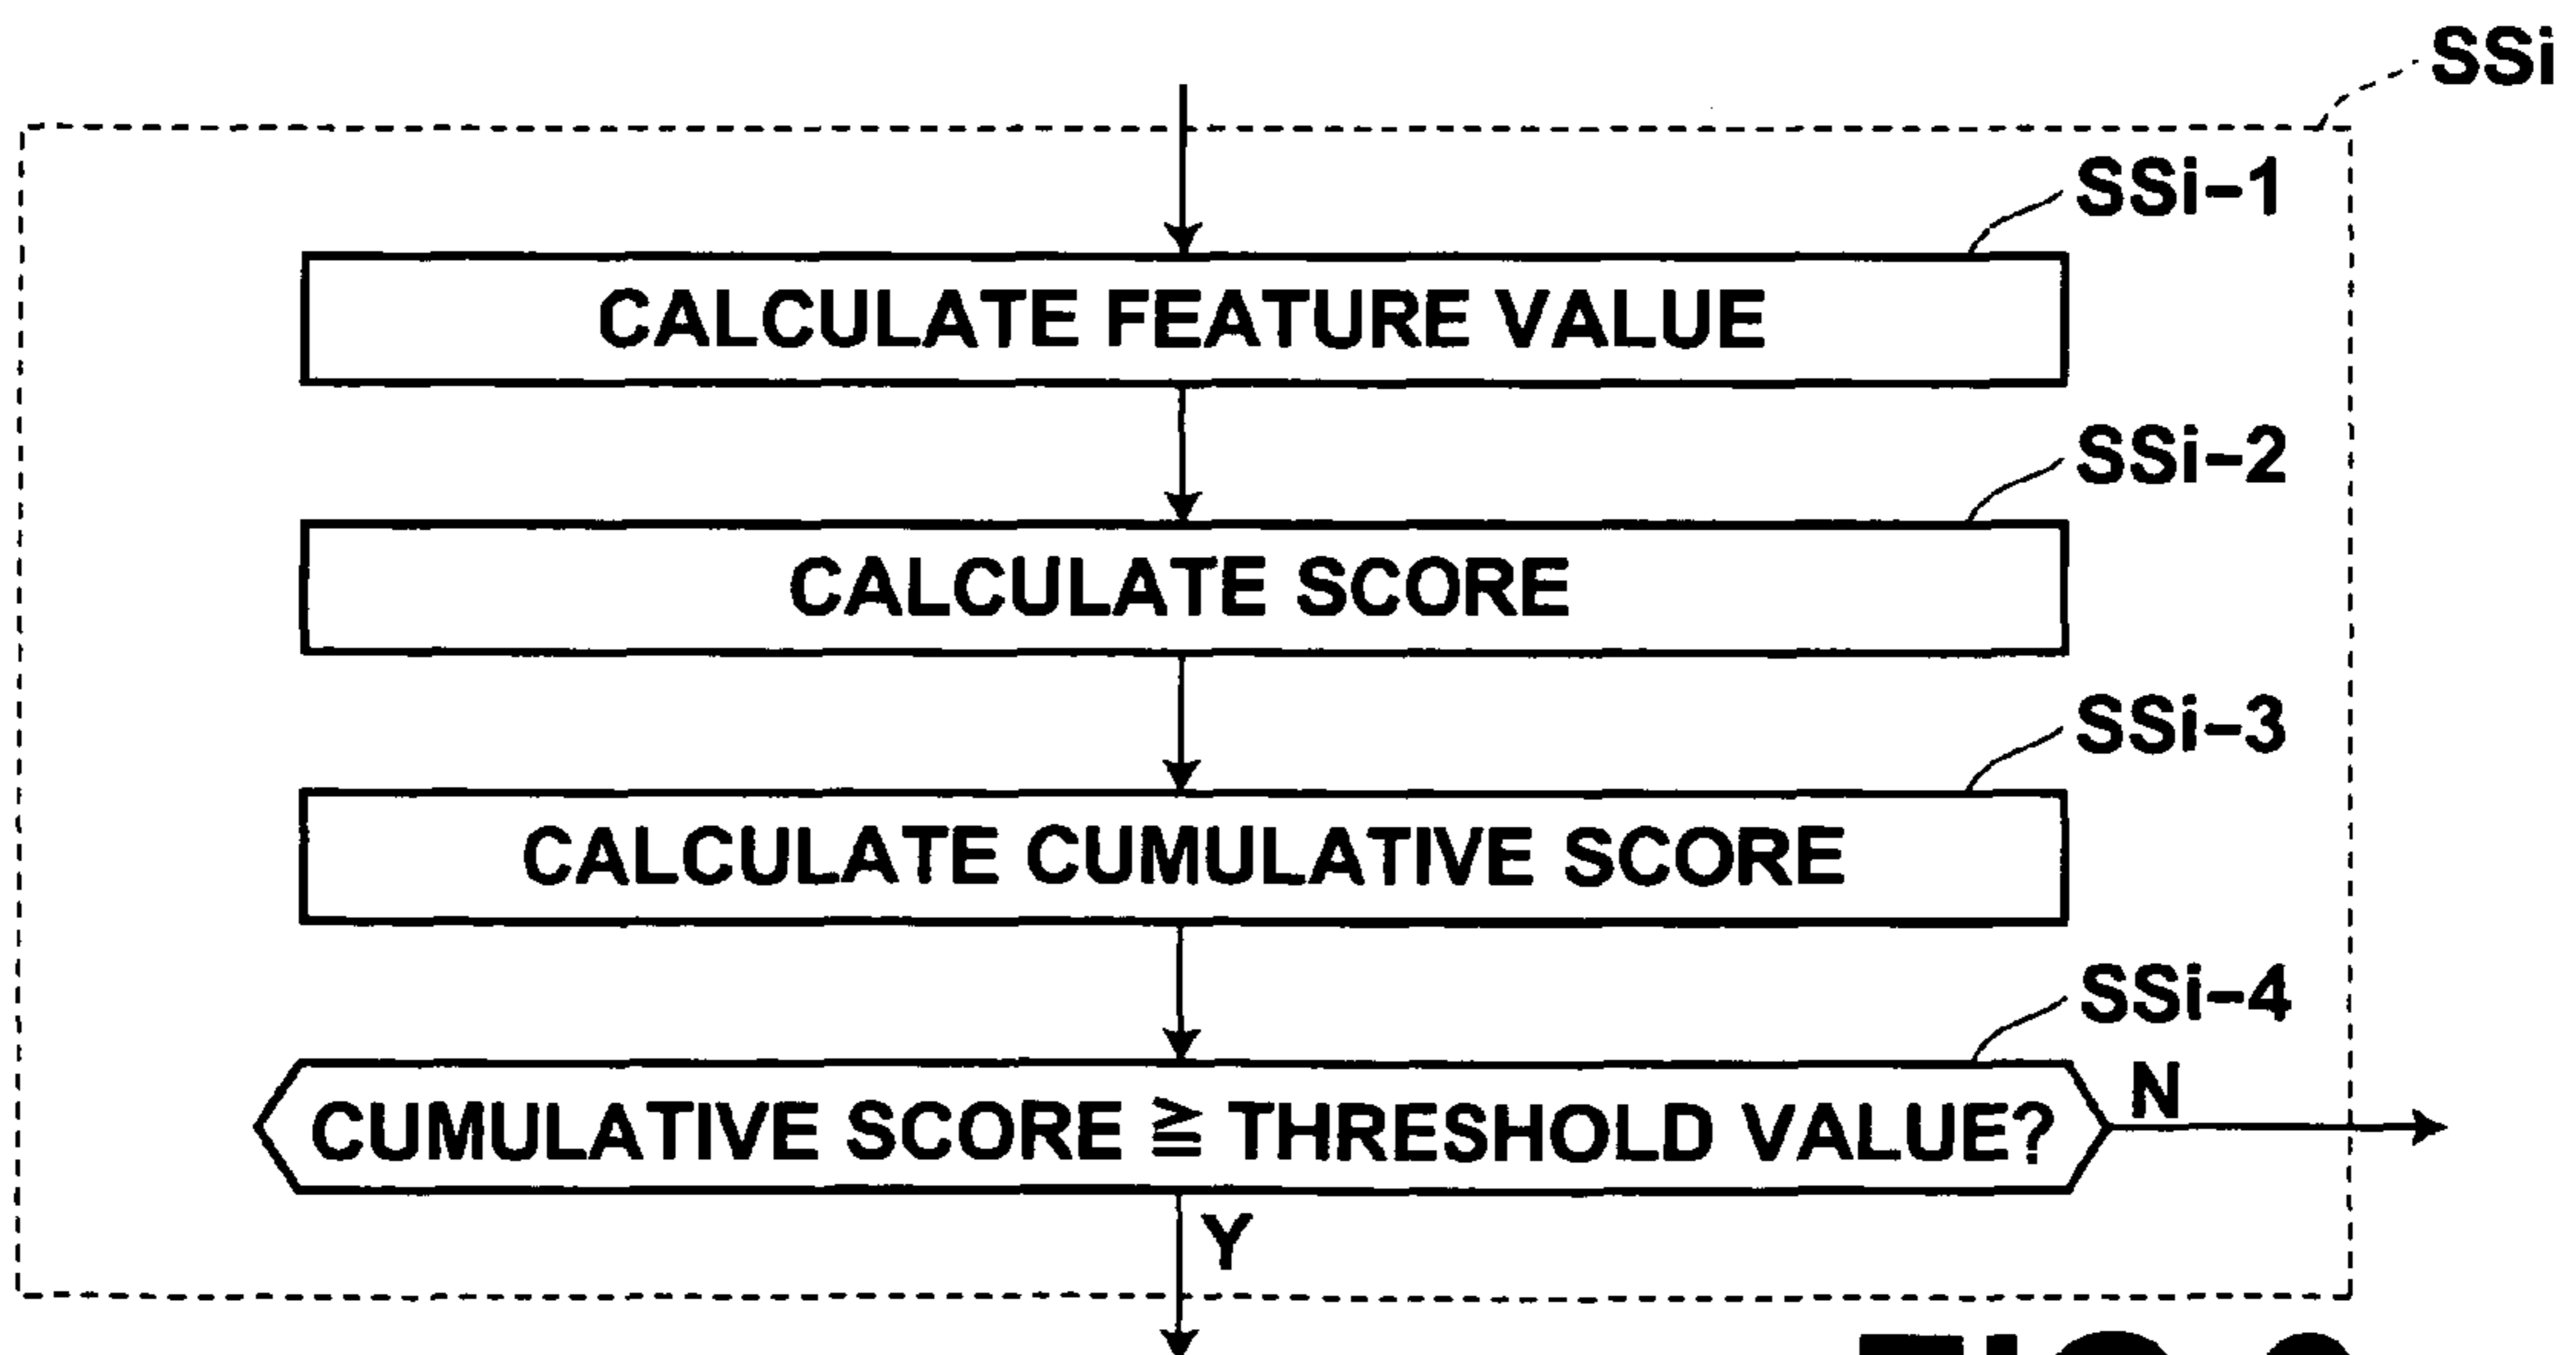 SSi
SSi-1
CALCULATE FEATURE VALUE
SSi-2
CALCULATE SCORE
SSi-3
CALCULATE CUMULATIVE SCORE
SSi-4
CUMULATIVE SCORE ≧ THRESHOLD VALUE?
N
Y